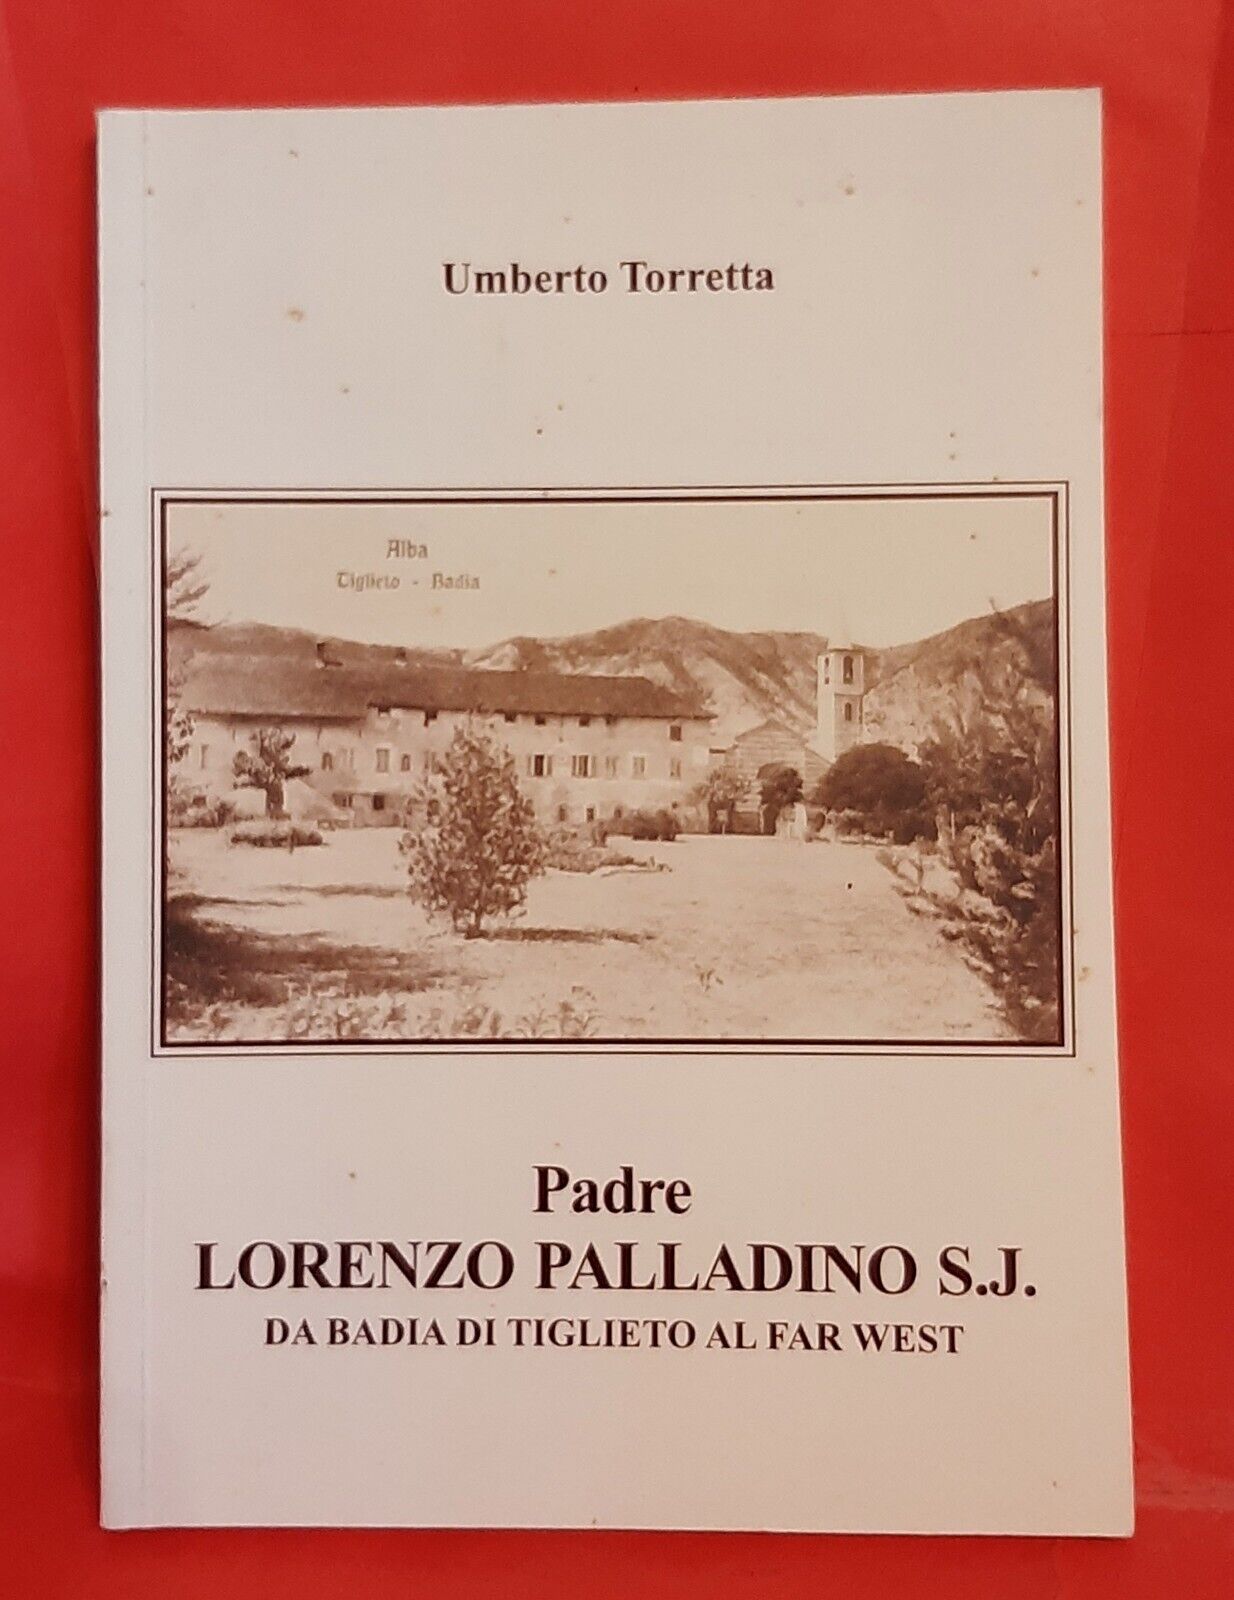 Umberto Torretta
Alba
Tiglieto - Badia
Padre
LORENZO PALLADINO S.J.
DA BADIA DI TIGLIETO AL FAR WEST